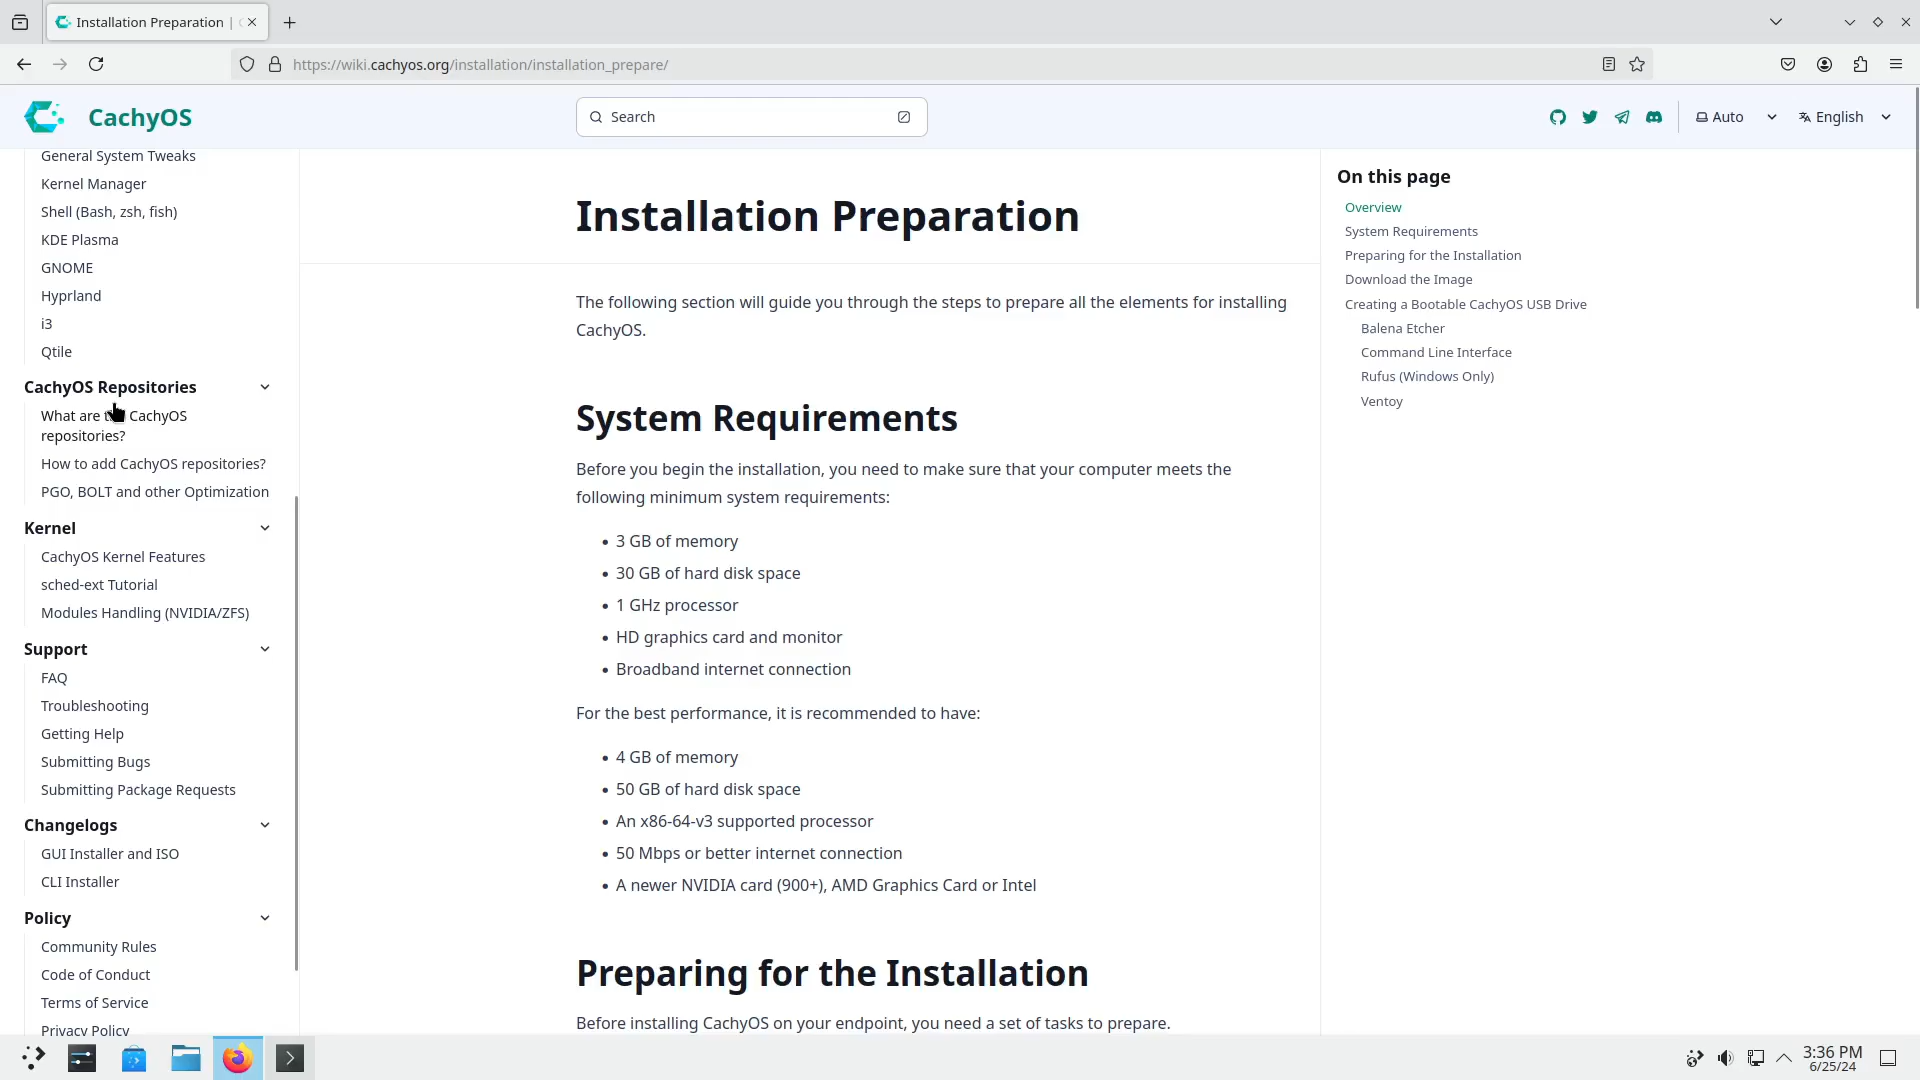 Installation Preparation |
https://wiki.cachyos.org/installation/installation_prepare/
CachyOS
Search
Auto
English
General System Tweaks
Kernel Manager
Shell (Bash, zsh, fish)
KDE Plasma
GNOME
Hyprland
i3
Qtile
CachyOS Repositories
What are CachyOS
repositories?
How to add CachyOS repositories?
PGO, BOLT and other Optimization
Kernel
CachyOS Kernel Features
sched-ext Tutorial
Modules Handling (NVIDIA/ZFS)
Support
FAQ
Troubleshooting
Getting Help
Submitting Bugs
Submitting Package Requests
Changelogs
GUI Installer and ISO
CLI Installer
Policy
Community Rules
Code of Conduct
Terms of Service
Privacy Policy
Installation Preparation
The following section will guide you through the steps to prepare all the elements for installing
CachyOS.
System Requirements
Before you begin the installation, you need to make sure that your computer meets the
following minimum system requirements:
• 3 GB of memory
• 30 GB of hard disk space
• 1 GHz processor
• HD graphics card and monitor
• Broadband internet connection
For the best performance, it is recommended to have:
• 4 GB of memory
• 50 GB of hard disk space
• An x86-64-v3 supported processor
• 50 Mbps or better internet connection
• A newer NVIDIA card (900+), AMD Graphics Card or Intel
Preparing for the Installation
Before installing CachyOS on your endpoint, you need a set of tasks to prepare.
On this page
Overview
System Requirements
Preparing for the Installation
Download the Image
Creating a Bootable CachyOS USB Drive
Balena Etcher
Command Line Interface
Rufus (Windows Only)
Ventoy
3:36 PM
6/25/24